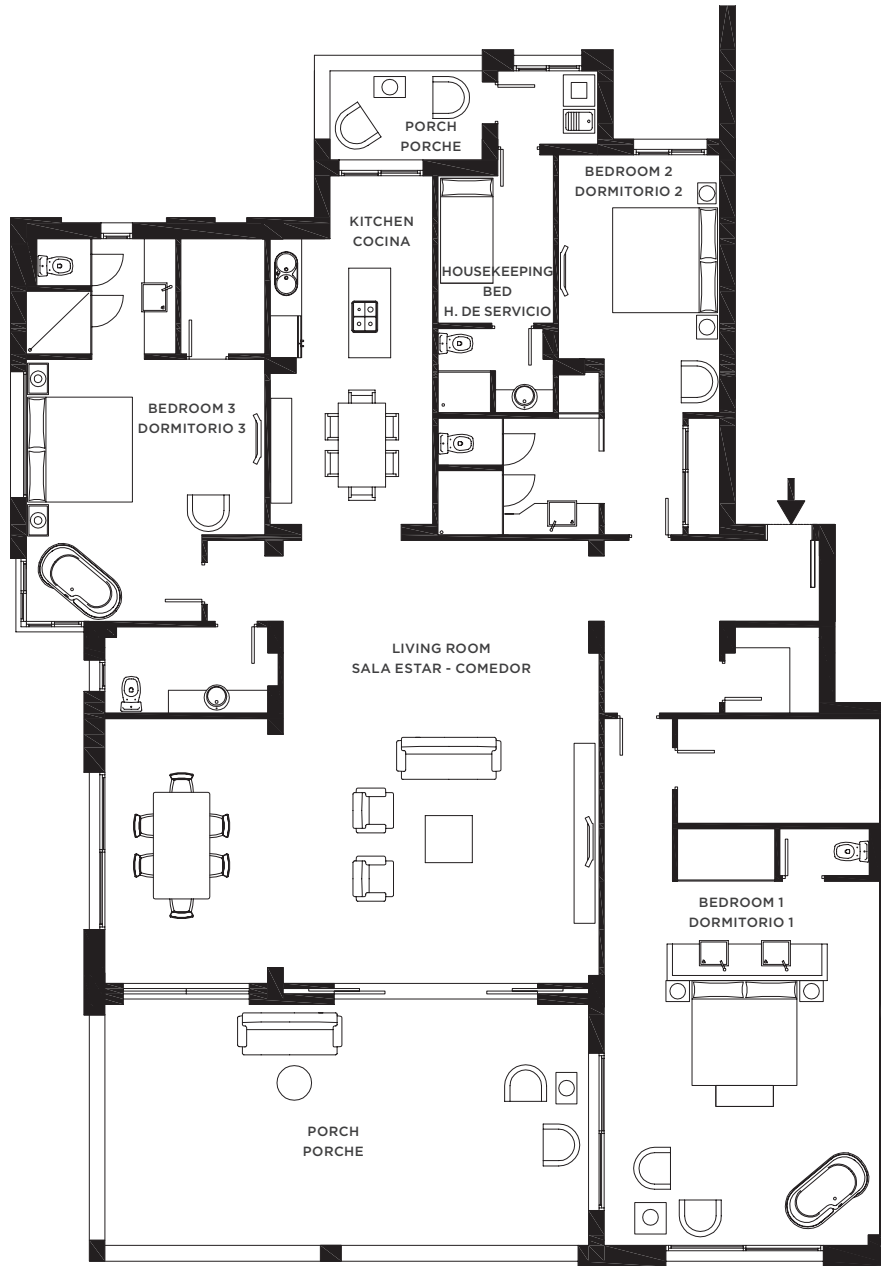 PORCH
PORCHE
BEDROOM 2
DORMITORIO 2
KITCHEN
COCINA
HOUSEKEEPING
BED
H. DE SERVICIO
BEDROOM 3
DORMITORIO 3
LIVING ROOM
SALA ESTAR - COMEDOR
BEDROOM 1
DORMITORIO 1
PORCH
PORCHE